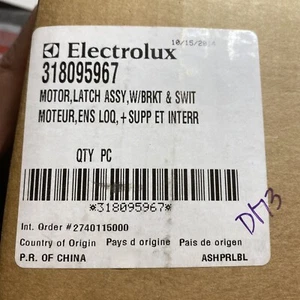 Electrolux
318095967
MOTOR,LATCH ASSY,W/BRKT & SWIT
MOTEUR,ENS LOQ,+SUPP ET INTERR
QTY PC
*318095967*
Int. Order #2740115000
Country of Origin Pays d origine Pais de origen
P.R. OF CHINA ASHPRLBL
DM3